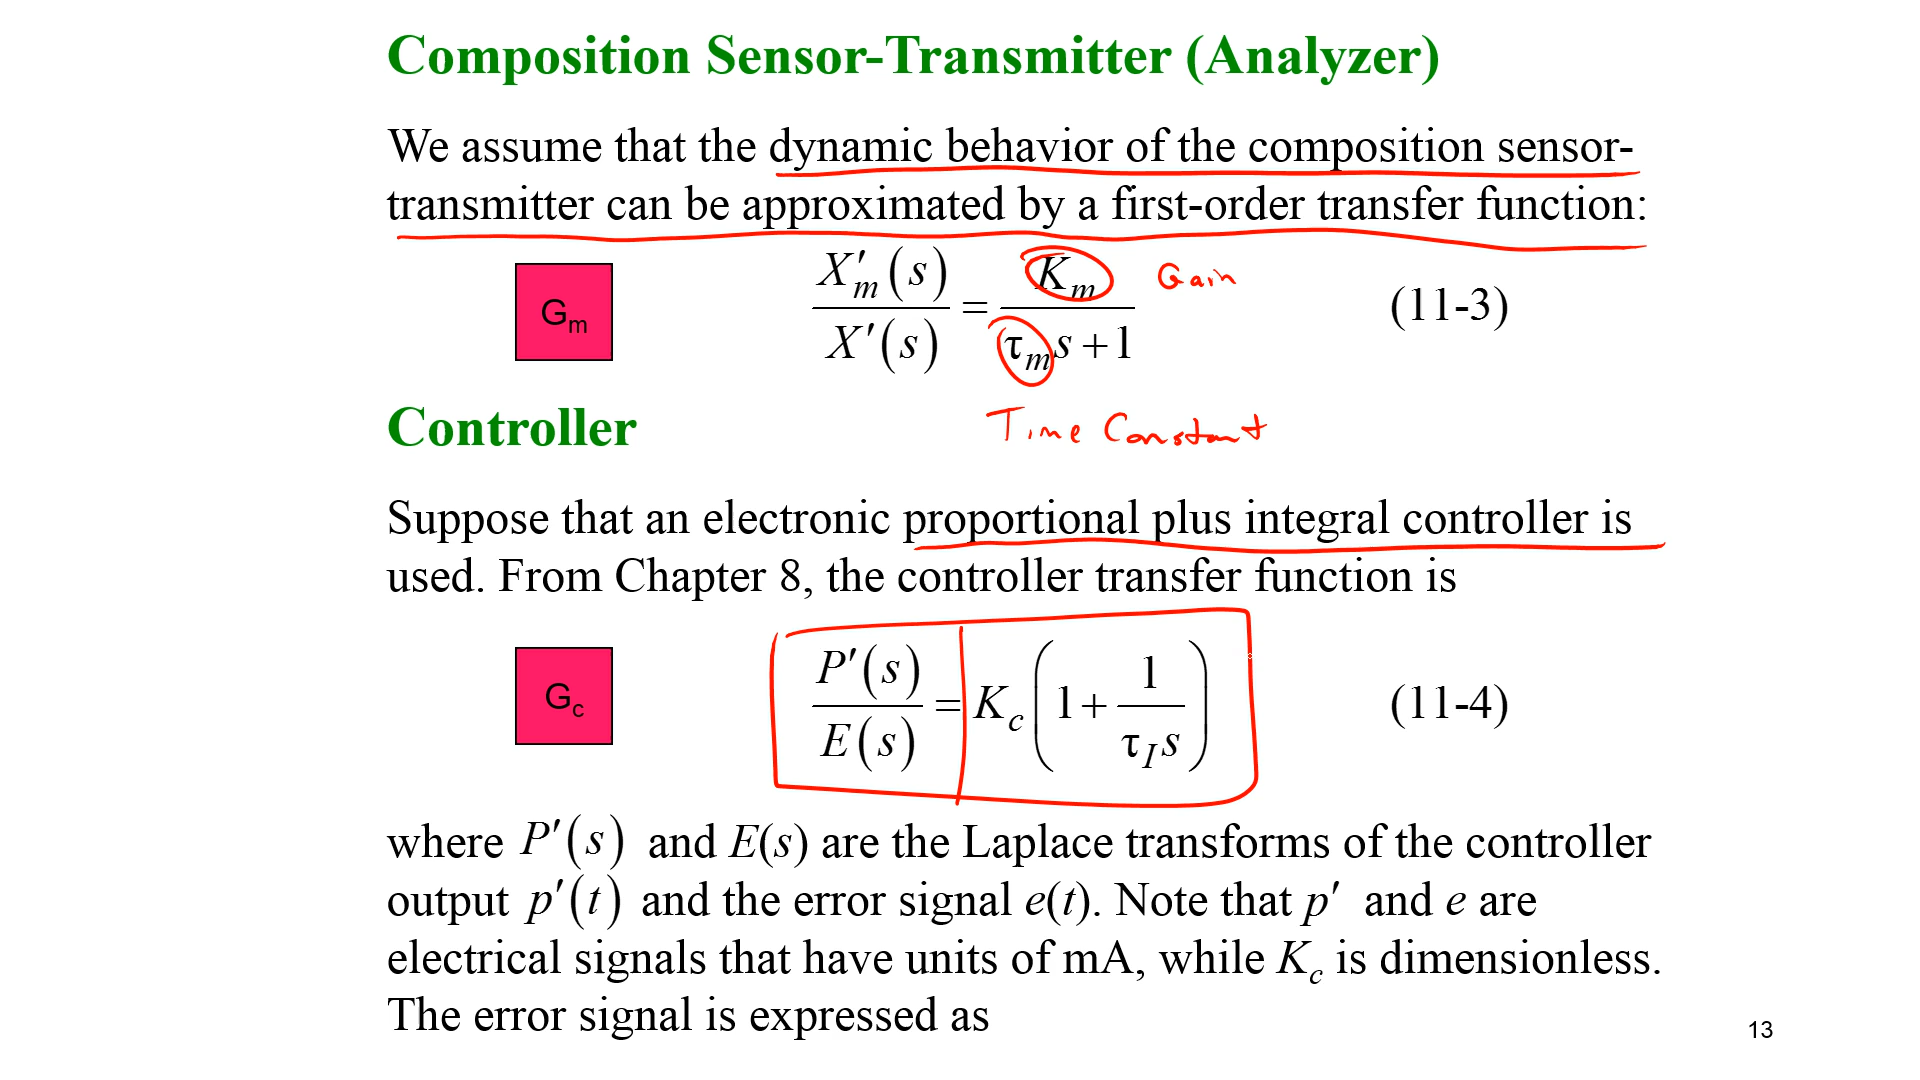 Composition Sensor-Transmitter (Analyzer)
We assume that the dynamic behavior of the composition sensor-
transmitter can be approximated by a first-order transfer function:
Gm
X′m(s) / X′(s) = Km / (τms + 1)
Gain
(11-3)
Time Constant
Controller
Suppose that an electronic proportional plus integral controller is
used. From Chapter 8, the controller transfer function is
Gc
P′(s) / E(s) = Kc (1 + 1 / (τIs))
(11-4)
where P′(s) and E(s) are the Laplace transforms of the controller
output p′(t) and the error signal e(t). Note that p′ and e are
electrical signals that have units of mA, while Kc is dimensionless.
The error signal is expressed as
13